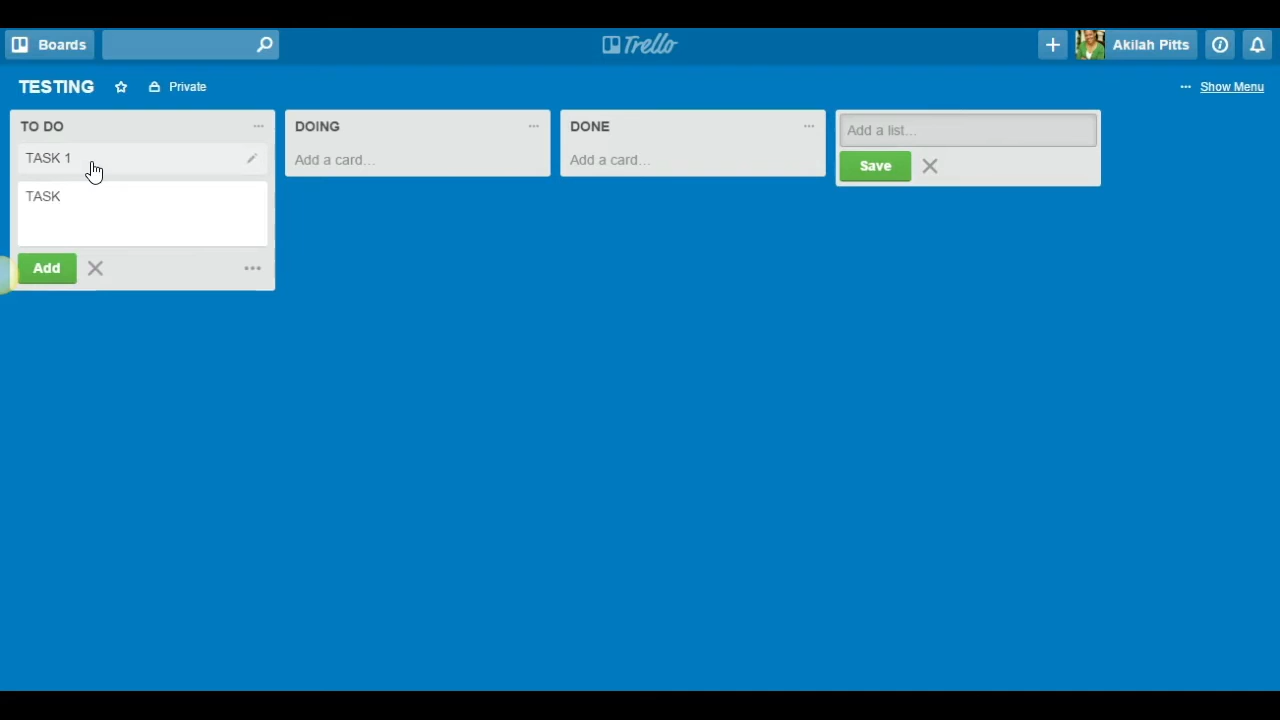 Boards
Trello
Akilah Pitts
TESTING
Private
Show Menu
TO DO
TASK 1
TASK
Add
DOING
Add a card...
DONE
Add a card...
Add a list...
Save